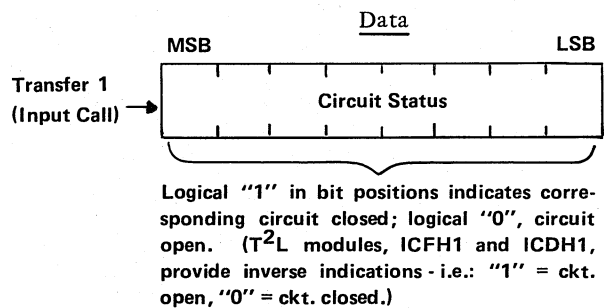 Data
MSB LSB
Transfer 1
(Input Call)
Circuit Status
Logical "1" in bit positions indicates corre-
sponding circuit closed; logical "0", circuit
open. (T²L modules, ICFH1 and ICDH1,
provide inverse indications - i.e.: "1" = ckt.
open, "0" = ckt. closed.)